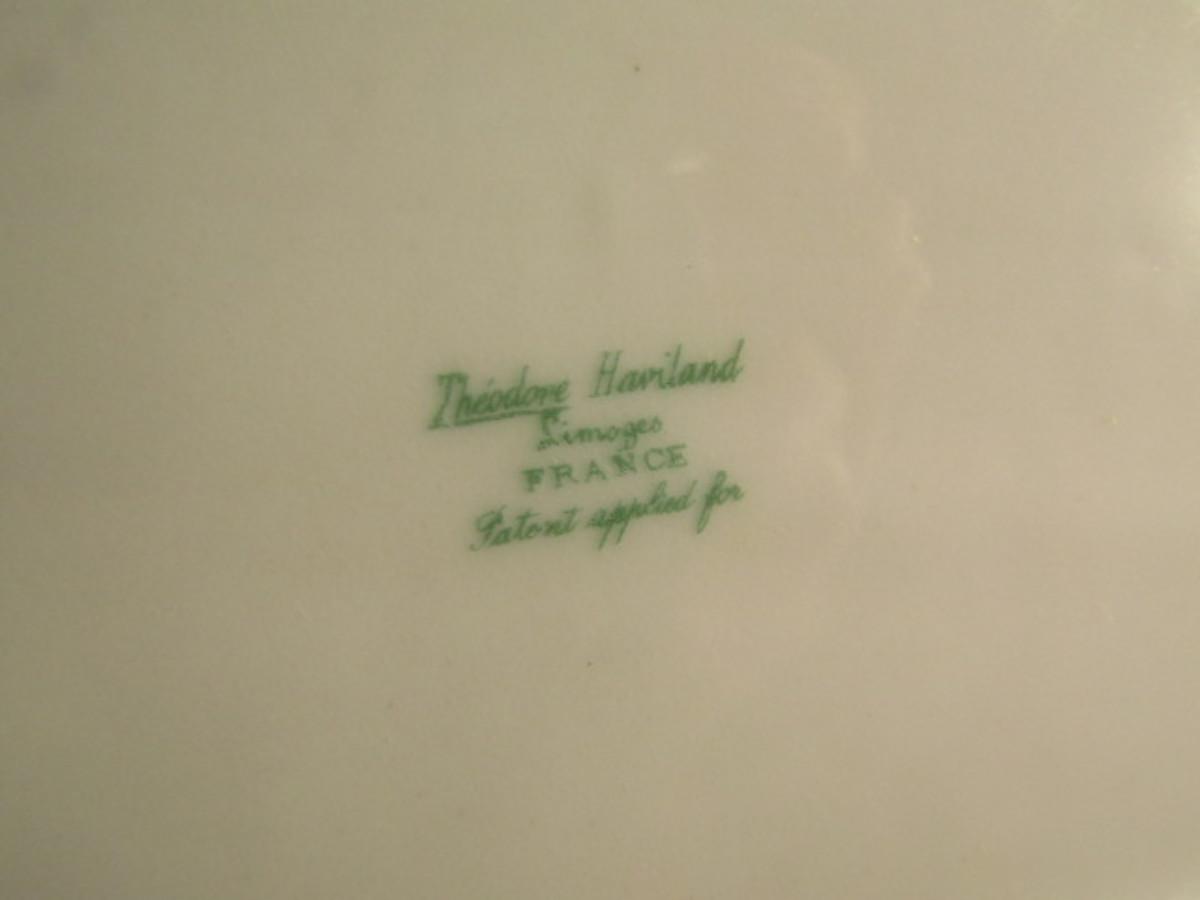 Théodore Haviland
Limoges
FRANCE
Patent applied for